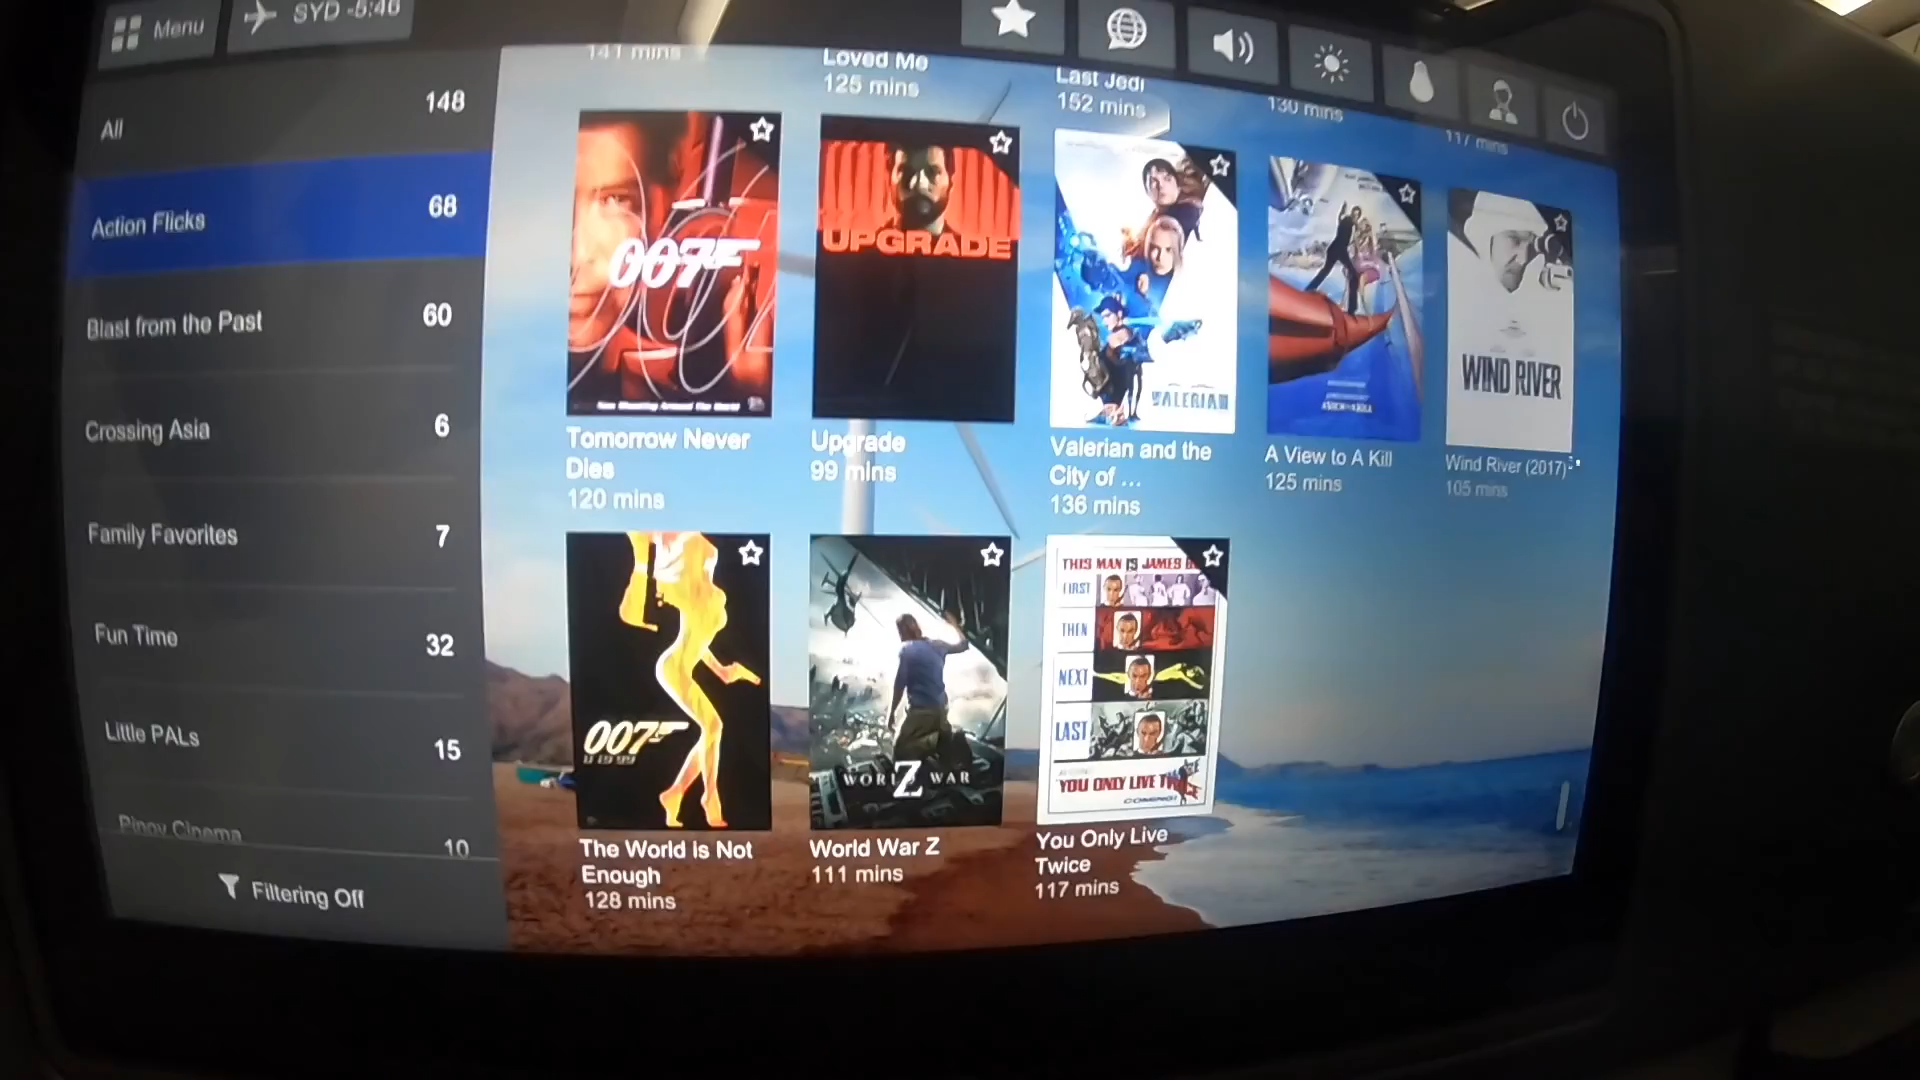 Menu
SYD -5:46
All
148
Action Flicks
68
Blast from the Past
60
Crossing Asia
6
Family Favorites
7
Fun Time
32
Little PALs
15
Pinoy Cinema
10
Filtering Off
141 mins
Loved Me
125 mins
Last Jedi
152 mins
130 mins
117 mins
007
Tomorrow Never
Dies
120 mins
UPGRADE
Upgrade
99 mins
VALERIAN
Valerian and the
City of ...
136 mins
A View to A Kill
125 mins
WIND RIVER
Wind River (2017)
105 mins
007
The World is Not
Enough
128 mins
WORLD Z WAR
World War Z
111 mins
THIS MAN IS JAMES
FIRST
THEN
NEXT
LAST
YOU ONLY LIVE TWICE
COMING!
You Only Live
Twice
117 mins